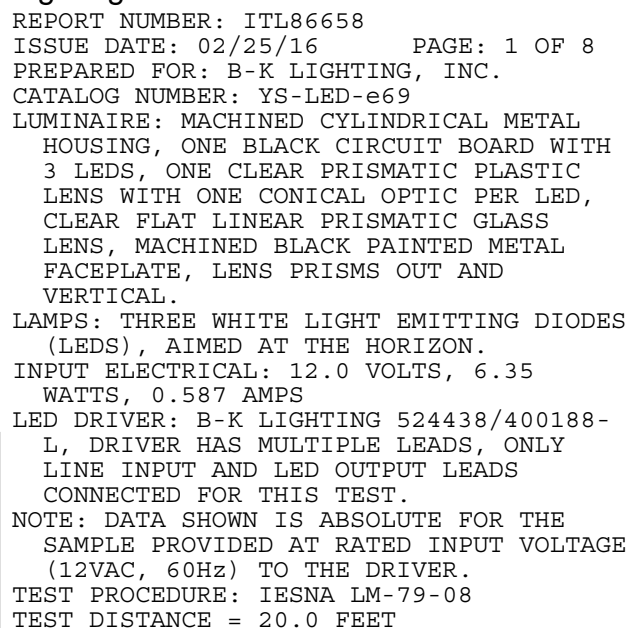 REPORT NUMBER: ITL86658
ISSUE DATE: 02/25/16 PAGE: 1 OF 8
PREPARED FOR: B-K LIGHTING, INC.
CATALOG NUMBER: YS-LED-e69
LUMINAIRE: MACHINED CYLINDRICAL METAL
HOUSING, ONE BLACK CIRCUIT BOARD WITH
3 LEDS, ONE CLEAR PRISMATIC PLASTIC
LENS WITH ONE CONICAL OPTIC PER LED,
CLEAR FLAT LINEAR PRISMATIC GLASS
LENS, MACHINED BLACK PAINTED METAL
FACEPLATE, LENS PRISMS OUT AND
VERTICAL.
LAMPS: THREE WHITE LIGHT EMITTING DIODES
(LEDS), AIMED AT THE HORIZON.
INPUT ELECTRICAL: 12.0 VOLTS, 6.35
WATTS, 0.587 AMPS
LED DRIVER: B-K LIGHTING 524438/400188-
L, DRIVER HAS MULTIPLE LEADS, ONLY
LINE INPUT AND LED OUTPUT LEADS
CONNECTED FOR THIS TEST.
NOTE: DATA SHOWN IS ABSOLUTE FOR THE
SAMPLE PROVIDED AT RATED INPUT VOLTAGE
(12VAC, 60Hz) TO THE DRIVER.
TEST PROCEDURE: IESNA LM-79-08
TEST DISTANCE = 20.0 FEET